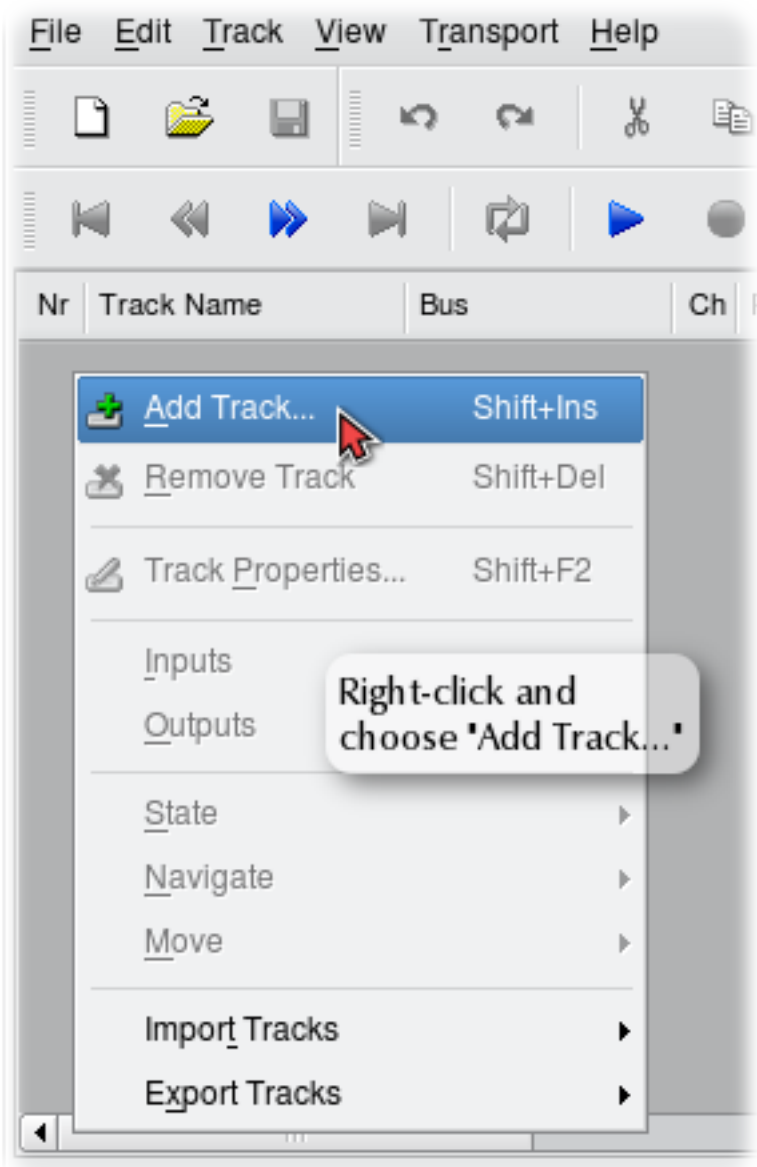 File Edit Track View Transport Help
Nr Track Name Bus Ch
Add Track... Shift+Ins
Remove Track Shift+Del
Track Properties... Shift+F2
Inputs
Outputs
Right-click and
choose "Add Track..."
State
Navigate
Move
Import Tracks
Export Tracks